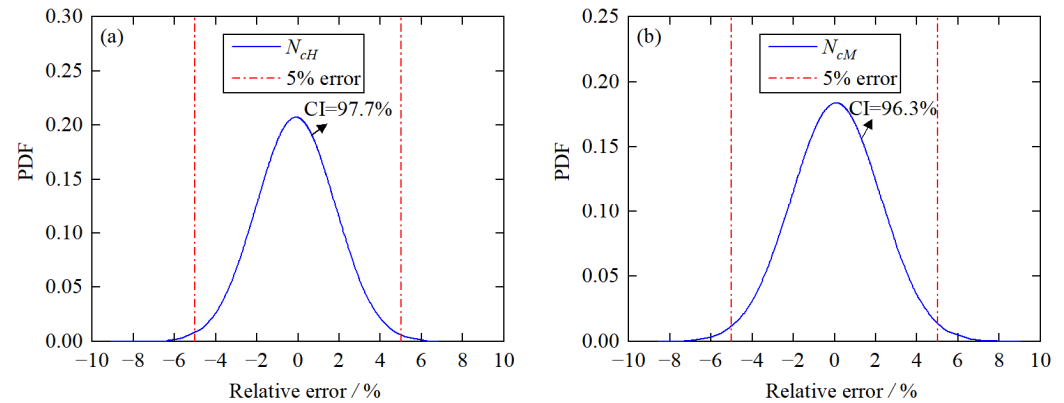 (a)
N_cH
5% error
CI=97.7%
PDF
0.30
0.25
0.20
0.15
0.10
0.05
0.00
−10 −8 −6 −4 −2 0 2 4 6 8 10
Relative error / %
(b)
N_cM
5% error
CI=96.3%
PDF
0.25
0.20
0.15
0.10
0.05
0.00
−10 −8 −6 −4 −2 0 2 4 6 8 10
Relative error / %